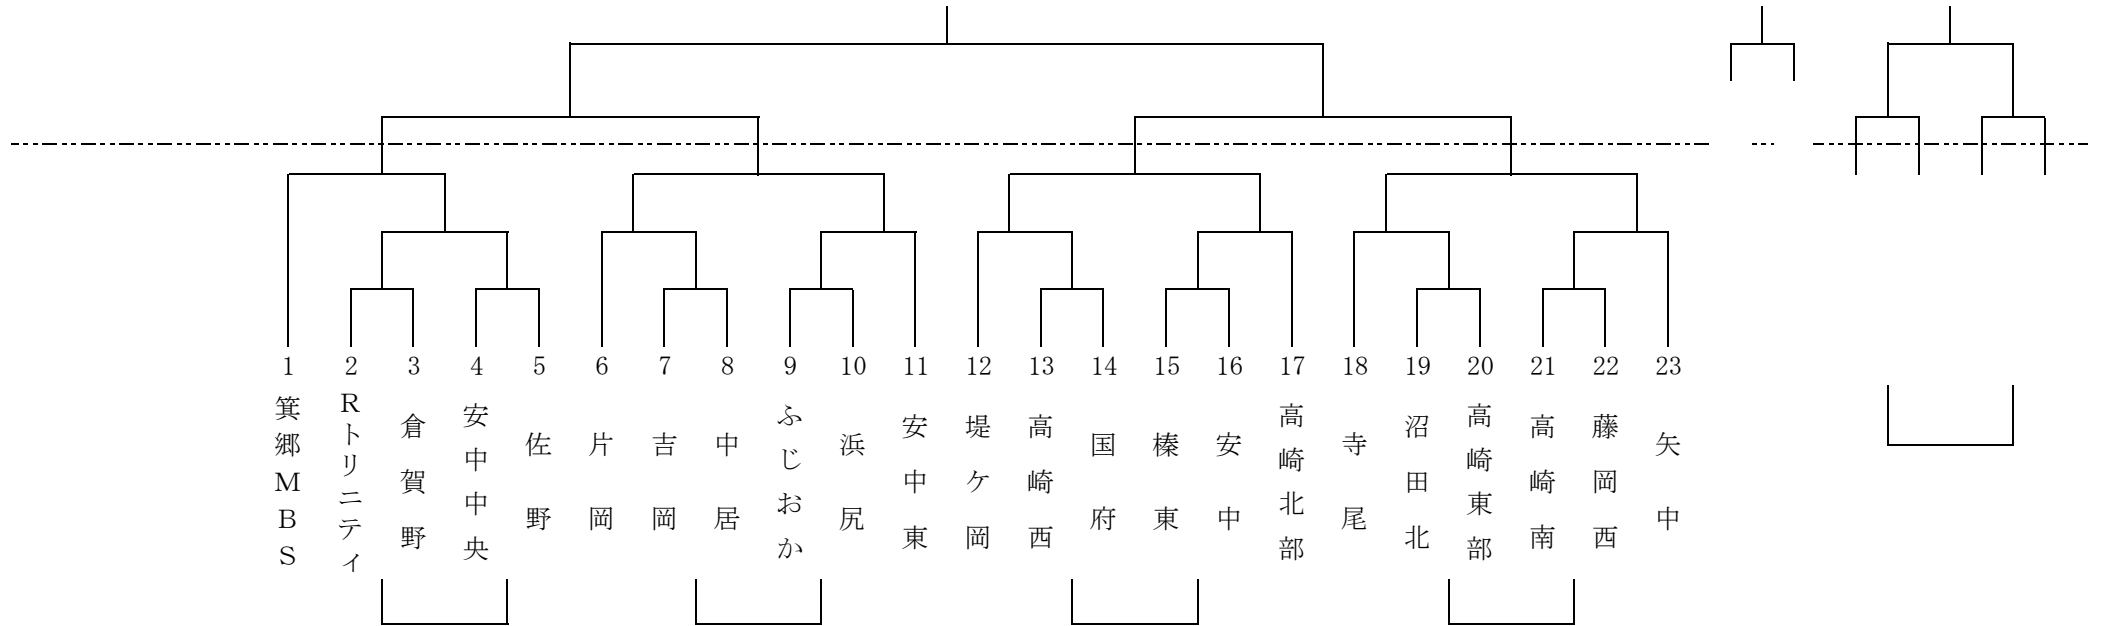 1 2 3 4 5 6 7 8 9 10 11 12 13 14 15 16 17 18 19 20 21 22 23
箕郷MBS
Rトリニティ
倉賀野
安中中央
佐野
片岡
吉岡
中居
ふじおか
浜尻
安中東
堤ケ岡
高崎西
国府
榛東
安中
高崎北部
寺尾
沼田北
高崎東部
高崎南
藤岡西
矢中